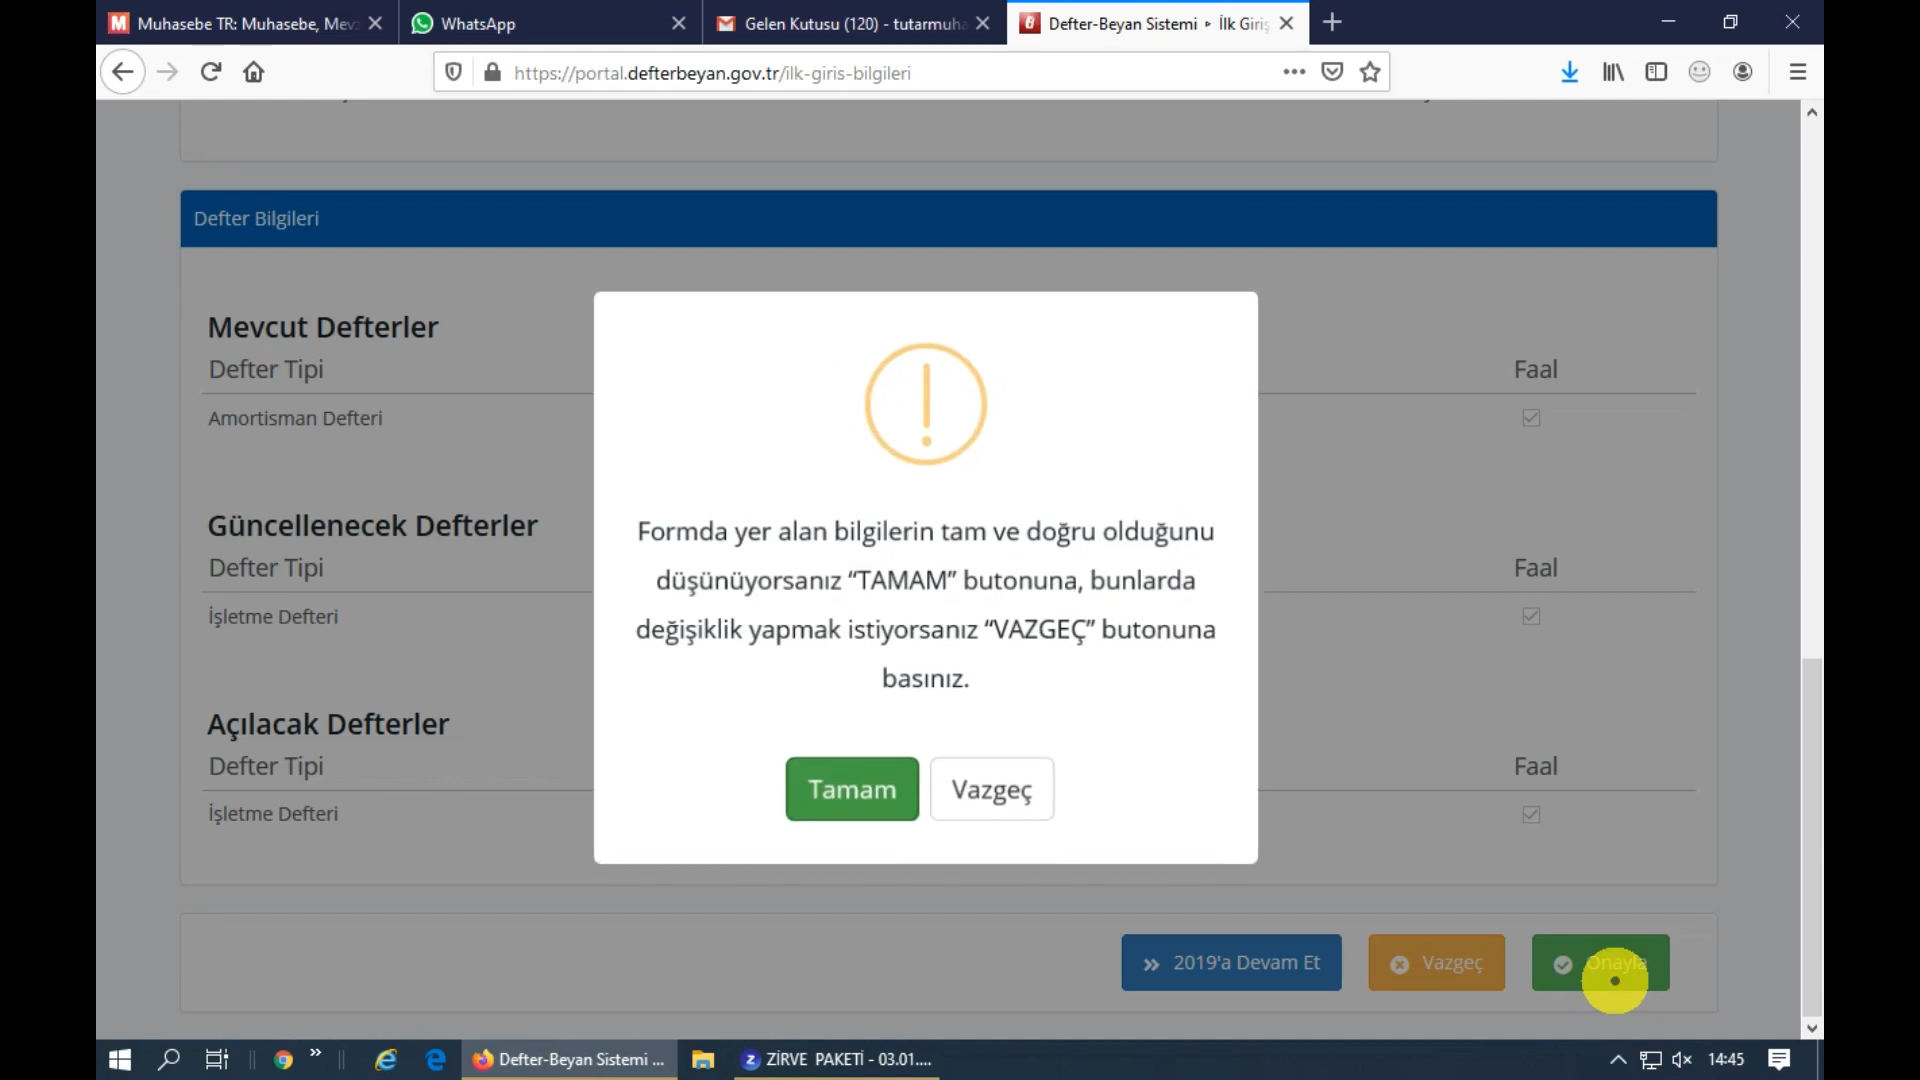 Muhasebe TR: Muhasebe, Mev
WhatsApp
Gelen Kutusu (120) - tutarmuha
Defter-Beyan Sistemi ▸ İlk Giriş
https://portal.defterbeyan.gov.tr/ilk-giris-bilgileri
Defter Bilgileri
Mevcut Defterler
Defter Tipi
Faal
Amortisman Defteri
Güncellenecek Defterler
Defter Tipi
Faal
İşletme Defteri
Açılacak Defterler
Defter Tipi
Faal
İşletme Defteri
Formda yer alan bilgilerin tam ve doğru olduğunu
düşünüyorsanız “TAMAM” butonuna, bunlarda
değişiklik yapmak istiyorsanız “VAZGEÇ” butonuna
basınız.
Tamam
Vazgeç
2019'a Devam Et
Vazgeç
Onayla
Defter-Beyan Sistemi ...
ZİRVE PAKETİ - 03.01....
14:45